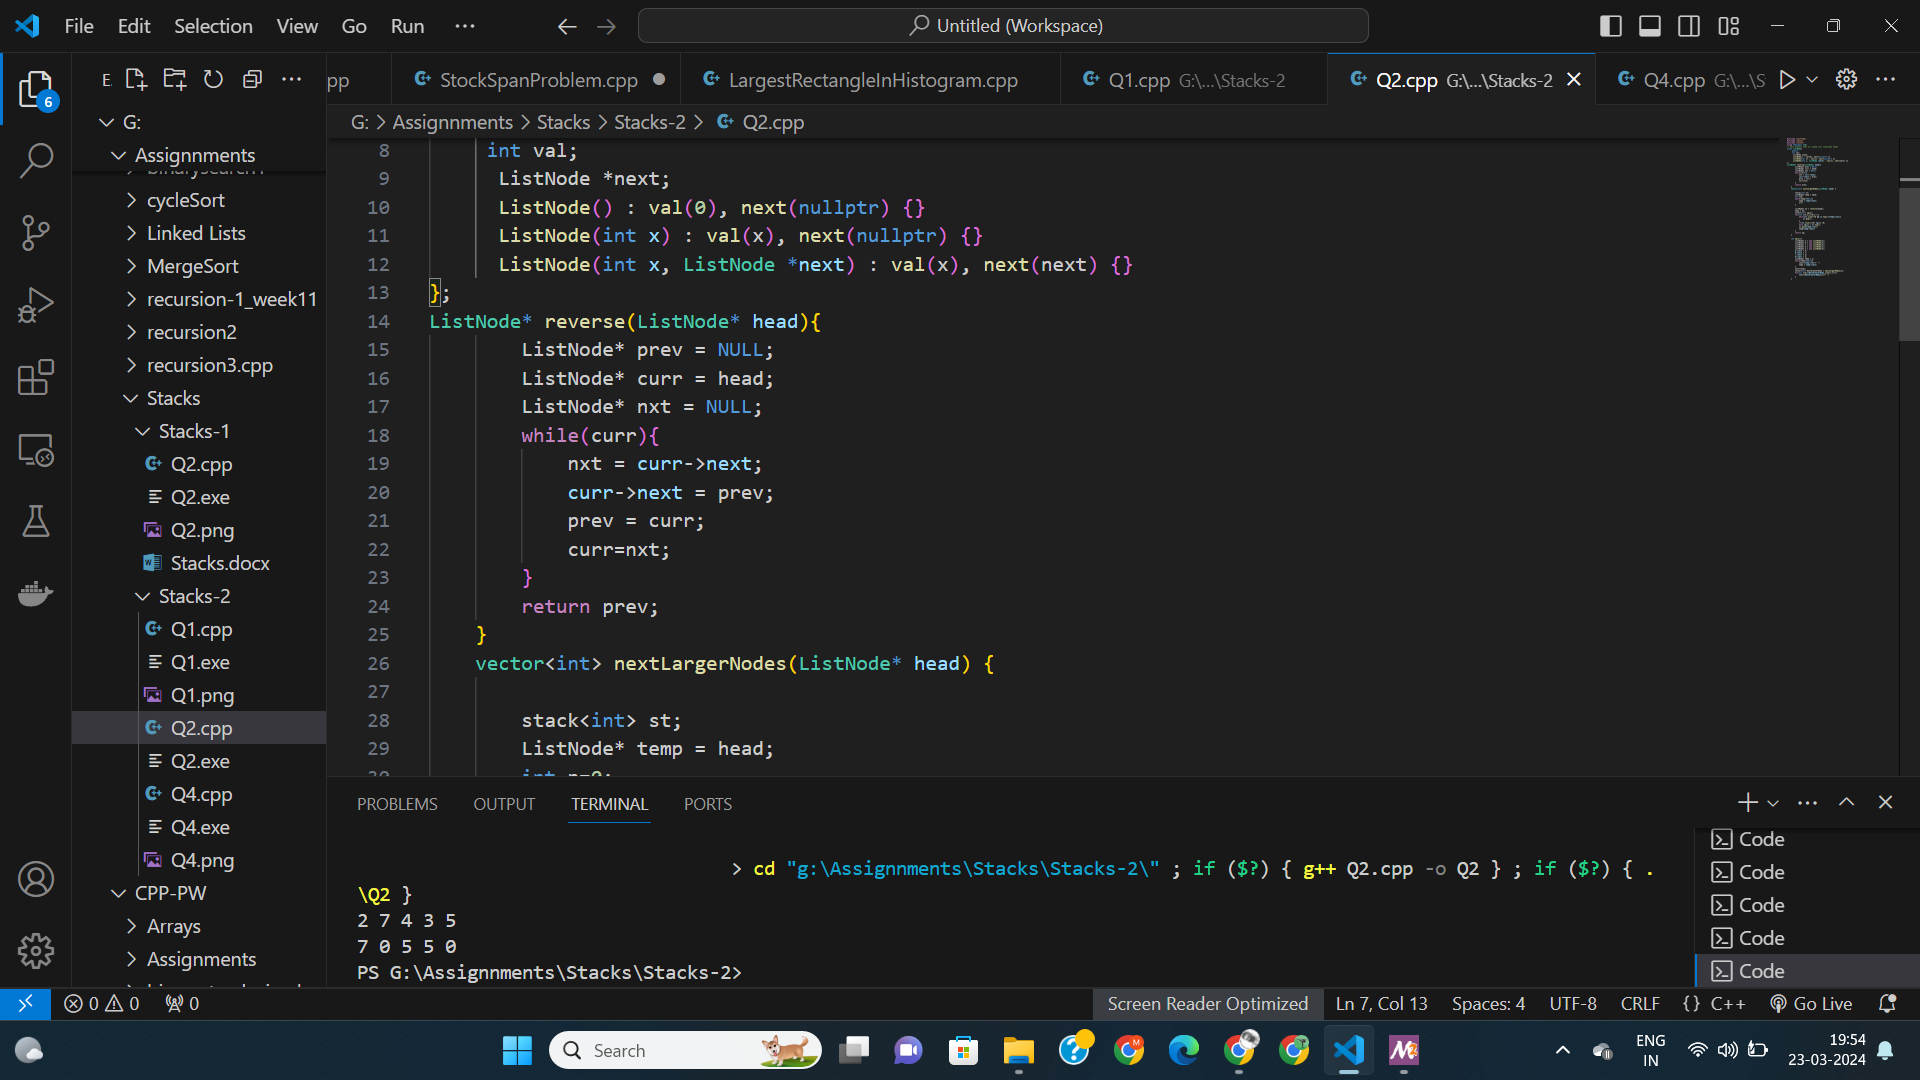 File Edit Selection View Go Run ... Untitled (Workspace)
E
pp StockSpanProblem.cpp LargestRectangleInHistogram.cpp Q1.cpp G:\...\Stacks-2 Q2.cpp G:\...\Stacks-2 Q4.cpp G:\...\S
G: > Assignnments > Stacks > Stacks-2 > Q2.cpp
6
G:
Assignnments
cycleSort
Linked Lists
MergeSort
recursion-1_week11
recursion2
recursion3.cpp
Stacks
Stacks-1
Q2.cpp
Q2.exe
Q2.png
Stacks.docx
Stacks-2
Q1.cpp
Q1.exe
Q1.png
Q2.cpp
Q2.exe
Q4.cpp
Q4.exe
Q4.png
CPP-PW
Arrays
Assignments
8 int val;
9 ListNode *next;
10 ListNode() : val(0), next(nullptr) {}
11 ListNode(int x) : val(x), next(nullptr) {}
12 ListNode(int x, ListNode *next) : val(x), next(next) {}
13 };
14 ListNode* reverse(ListNode* head){
15 ListNode* prev = NULL;
16 ListNode* curr = head;
17 ListNode* nxt = NULL;
18 while(curr){
19 nxt = curr->next;
20 curr->next = prev;
21 prev = curr;
22 curr=nxt;
23 }
24 return prev;
25 }
26 vector<int> nextLargerNodes(ListNode* head) {
27
28 stack<int> st;
29 ListNode* temp = head;
30 int n=0;
PROBLEMS OUTPUT TERMINAL PORTS
> cd "g:\Assignnments\Stacks\Stacks-2\" ; if ($?) { g++ Q2.cpp -o Q2 } ; if ($?) { .
\Q2 }
2 7 4 3 5
7 0 5 5 0
PS G:\Assignnments\Stacks\Stacks-2>
Code
Code
Code
Code
Code
0 0 0 Screen Reader Optimized Ln 7, Col 13 Spaces: 4 UTF-8 CRLF {} C++ Go Live
Search
ENG
IN
19:54
23-03-2024